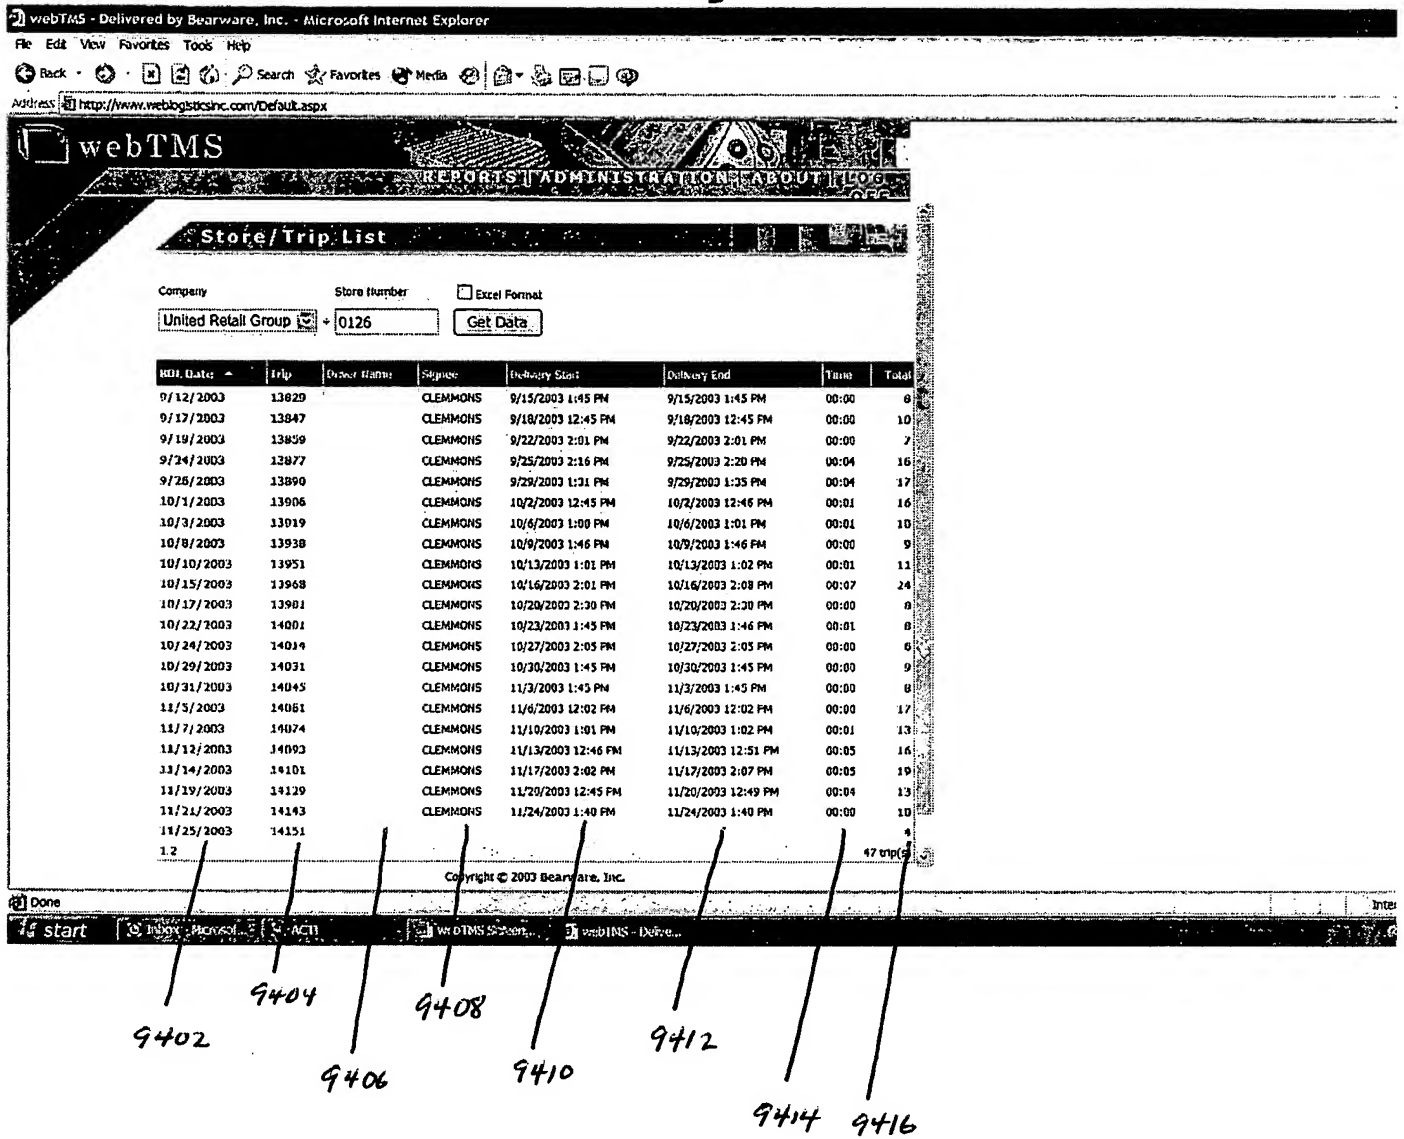 webTMS - Delivered by Bearware, Inc. - Microsoft Internet Explorer
File Edit View Favorites Tools Help
Back Search Favorites Media
Address http://www.weblogisticsinc.com/Default.aspx
webTMS
REPORTS ADMINISTRATION ABOUT LOG OFF
Store/Trip List
Company Store Number Excel Format
United Retail Group 0126 Get Data
BOL Date Trip Driver Name Signee Delivery Start Delivery End Time Total
9/12/2003 13829 CLEMMONS 9/15/2003 1:45 PM 9/15/2003 1:45 PM 00:00
9/17/2003 13847 CLEMMONS 9/18/2003 12:45 PM 9/18/2003 12:45 PM 00:00 10
9/19/2003 13859 CLEMMONS 9/22/2003 2:01 PM 9/22/2003 2:01 PM 00:00 7
9/24/2003 13877 CLEMMONS 9/25/2003 2:16 PM 9/25/2003 2:20 PM 00:04 16
9/26/2003 13890 CLEMMONS 9/29/2003 1:31 PM 9/29/2003 1:35 PM 00:04 17
10/1/2003 13906 CLEMMONS 10/2/2003 12:45 PM 10/2/2003 12:46 PM 00:01 16
10/3/2003 13919 CLEMMONS 10/6/2003 1:00 PM 10/6/2003 1:01 PM 00:01 10
10/8/2003 13938 CLEMMONS 10/9/2003 1:46 PM 10/9/2003 1:46 PM 00:00 9
10/10/2003 13951 CLEMMONS 10/13/2003 1:01 PM 10/13/2003 1:02 PM 00:01 11
10/15/2003 13968 CLEMMONS 10/16/2003 2:01 PM 10/16/2003 2:08 PM 00:07 24
10/17/2003 13981 CLEMMONS 10/20/2003 2:30 PM 10/20/2003 2:30 PM 00:00
10/22/2003 14001 CLEMMONS 10/23/2003 1:45 PM 10/23/2003 1:46 PM 00:01
10/24/2003 14014 CLEMMONS 10/27/2003 2:05 PM 10/27/2003 2:05 PM 00:00
10/29/2003 14031 CLEMMONS 10/30/2003 1:45 PM 10/30/2003 1:45 PM 00:00 9
10/31/2003 14045 CLEMMONS 11/3/2003 1:45 PM 11/3/2003 1:45 PM 00:00
11/5/2003 14061 CLEMMONS 11/6/2003 12:02 PM 11/6/2003 12:02 PM 00:00 17
11/7/2003 14074 CLEMMONS 11/10/2003 1:01 PM 11/10/2003 1:02 PM 00:01 13
11/12/2003 14093 CLEMMONS 11/13/2003 12:46 PM 11/13/2003 12:51 PM 00:05 16
11/14/2003 14101 CLEMMONS 11/17/2003 2:02 PM 11/17/2003 2:07 PM 00:05 19
11/19/2003 14129 CLEMMONS 11/20/2003 12:45 PM 11/20/2003 12:49 PM 00:04 13
11/21/2003 14143 CLEMMONS 11/24/2003 1:40 PM 11/24/2003 1:40 PM 00:00 10
11/25/2003 14151 4
1 2 47 trip(s)
Copyright © 2003 Bearware, Inc.
Done Inter
start Inbox - Microsof... ACT! webTMS Screen... webTMS - Delive...
9404 9408
9402 9412
9406 9410
9414 9416